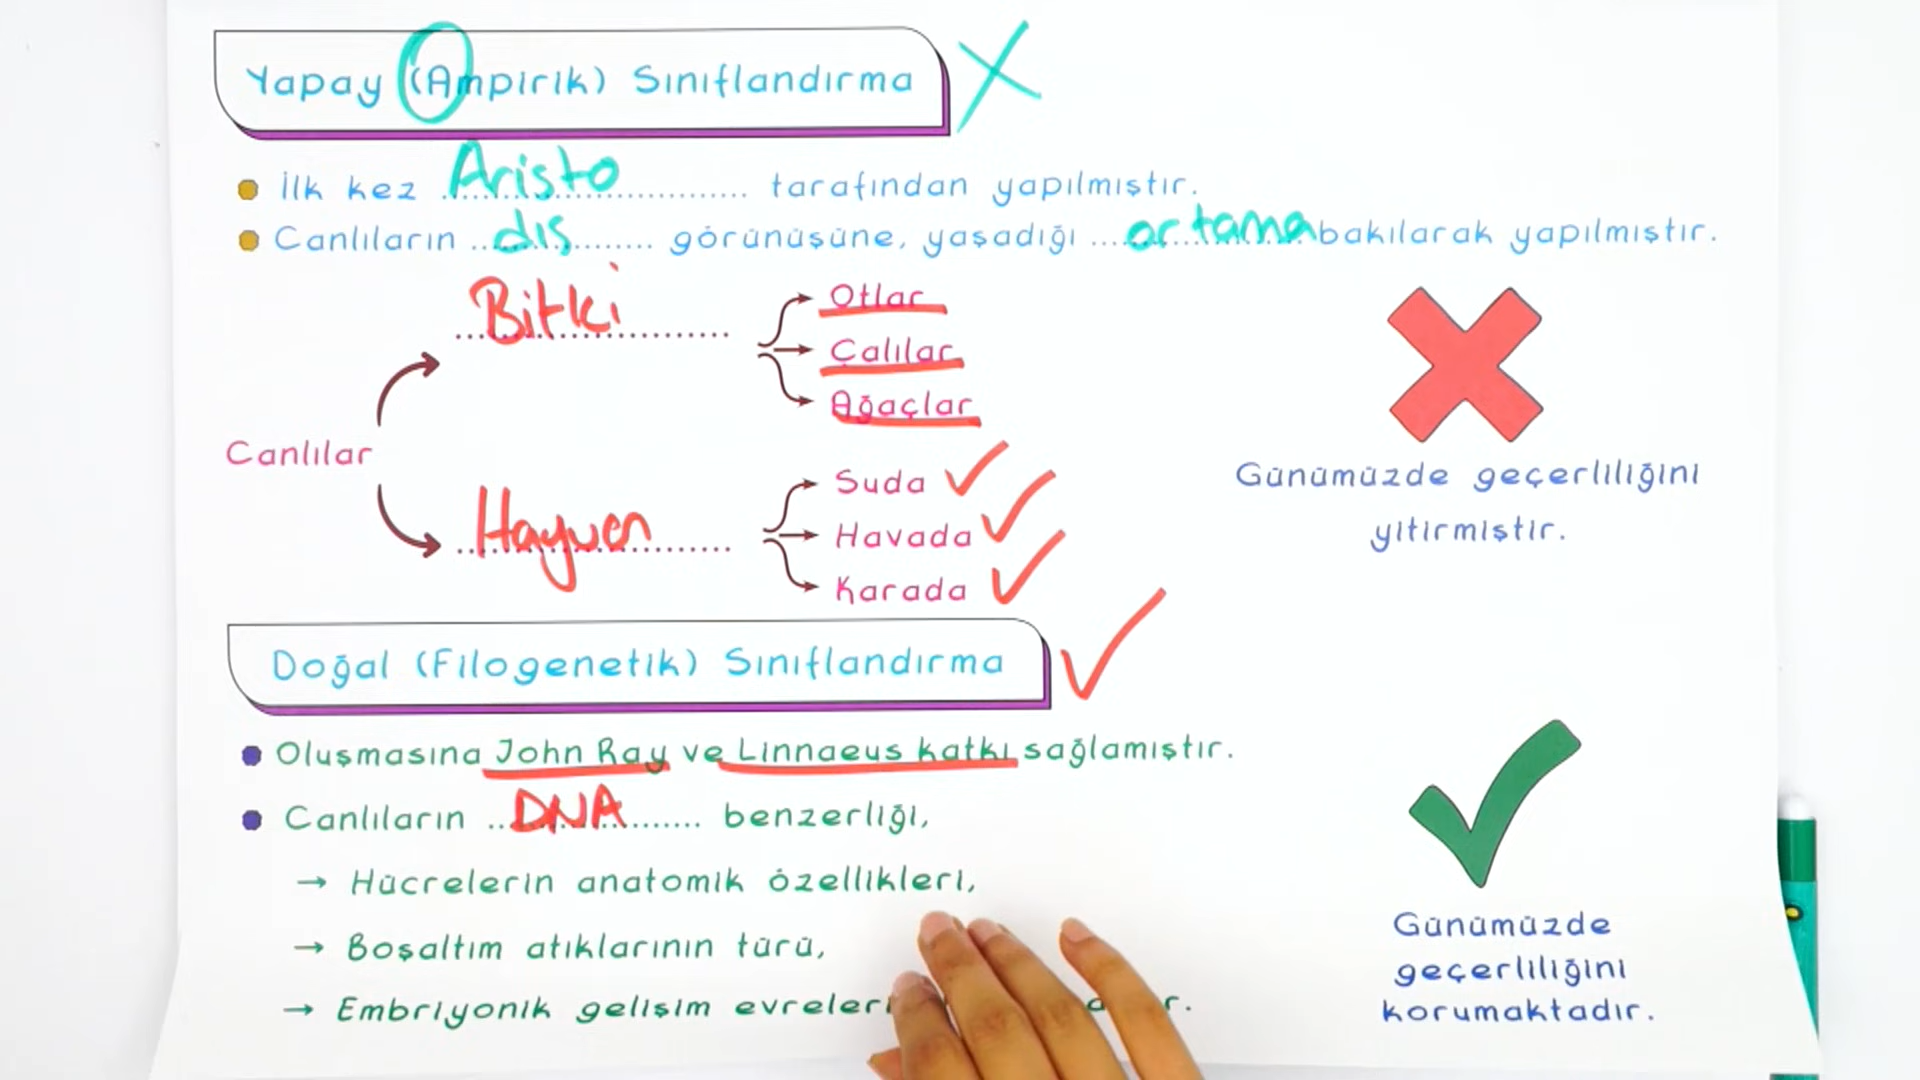 Yapay (Ampirik) Sınıflandırma
İlk kez Aristo tarafından yapılmıştır.
Canlıların dış görünüşüne, yaşadığı ortama bakılarak yapılmıştır.
Bitki
Otlar
Çalılar
Ağaçlar
Canlılar
Hayvan
Suda
Havada
Karada
Günümüzde geçerliliğini
yitirmiştir.
Doğal (Filogenetik) Sınıflandırma
Oluşmasına John Ray ve Linnaeus katkı sağlamıştır.
Canlıların DNA benzerliği,
→ Hücrelerin anatomik özellikleri,
→ Boşaltım atıklarının türü,
→ Embriyonik gelişim evreleri
Günümüzde
geçerliliğini
korumaktadır.